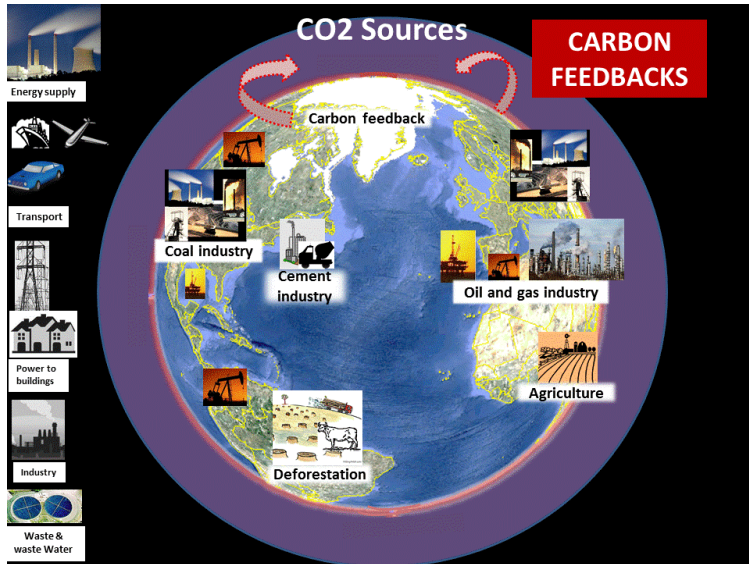 CO2 Sources
CARBON
FEEDBACKS
Energy supply
Carbon feedback
Transport
Coal industry
Cement
industry
Oil and gas industry
Power to
buildings
Agriculture
Industry
Deforestation
Waste &
waste Water